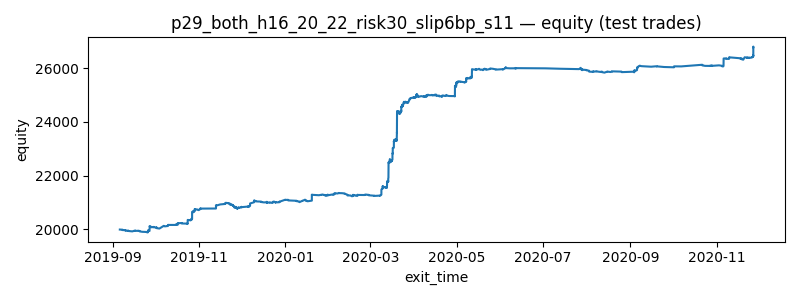 p29_both_h16_20_22_risk30_slip6bp_s11 — equity (test trades)
equity
26000
24000
22000
20000
2019-09 2019-11 2020-01 2020-03 2020-05 2020-07 2020-09 2020-11
exit_time